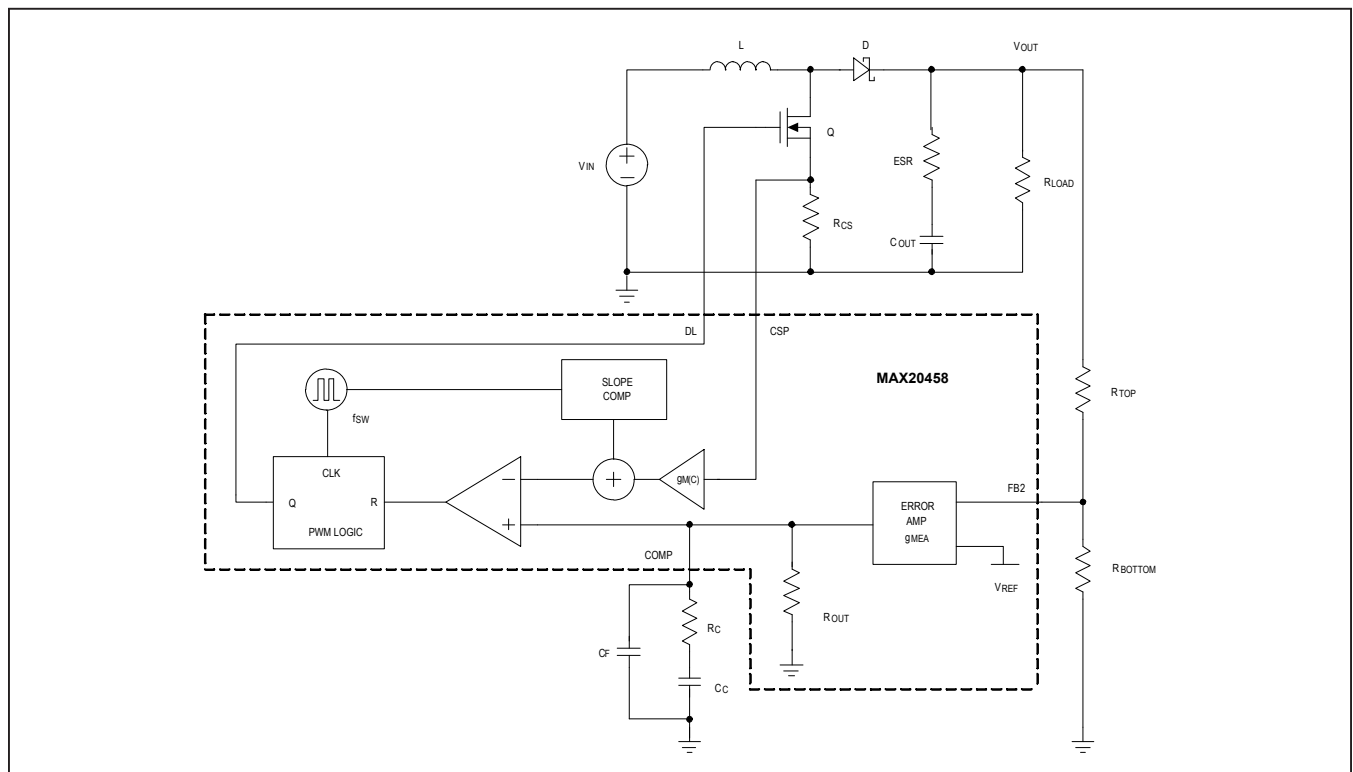 L
D
VOUT
Q
VIN
+
–
ESR
RLOAD
RCS
COUT
DL
CSP
MAX20458
SLOPE
COMP
RTOP
fSW
CLK
–
+
gM(C)
FB2
Q
R
ERROR
AMP
gMEA
PWM LOGIC
+
COMP
VREF
RBOTTOM
ROUT
RC
CF
CC